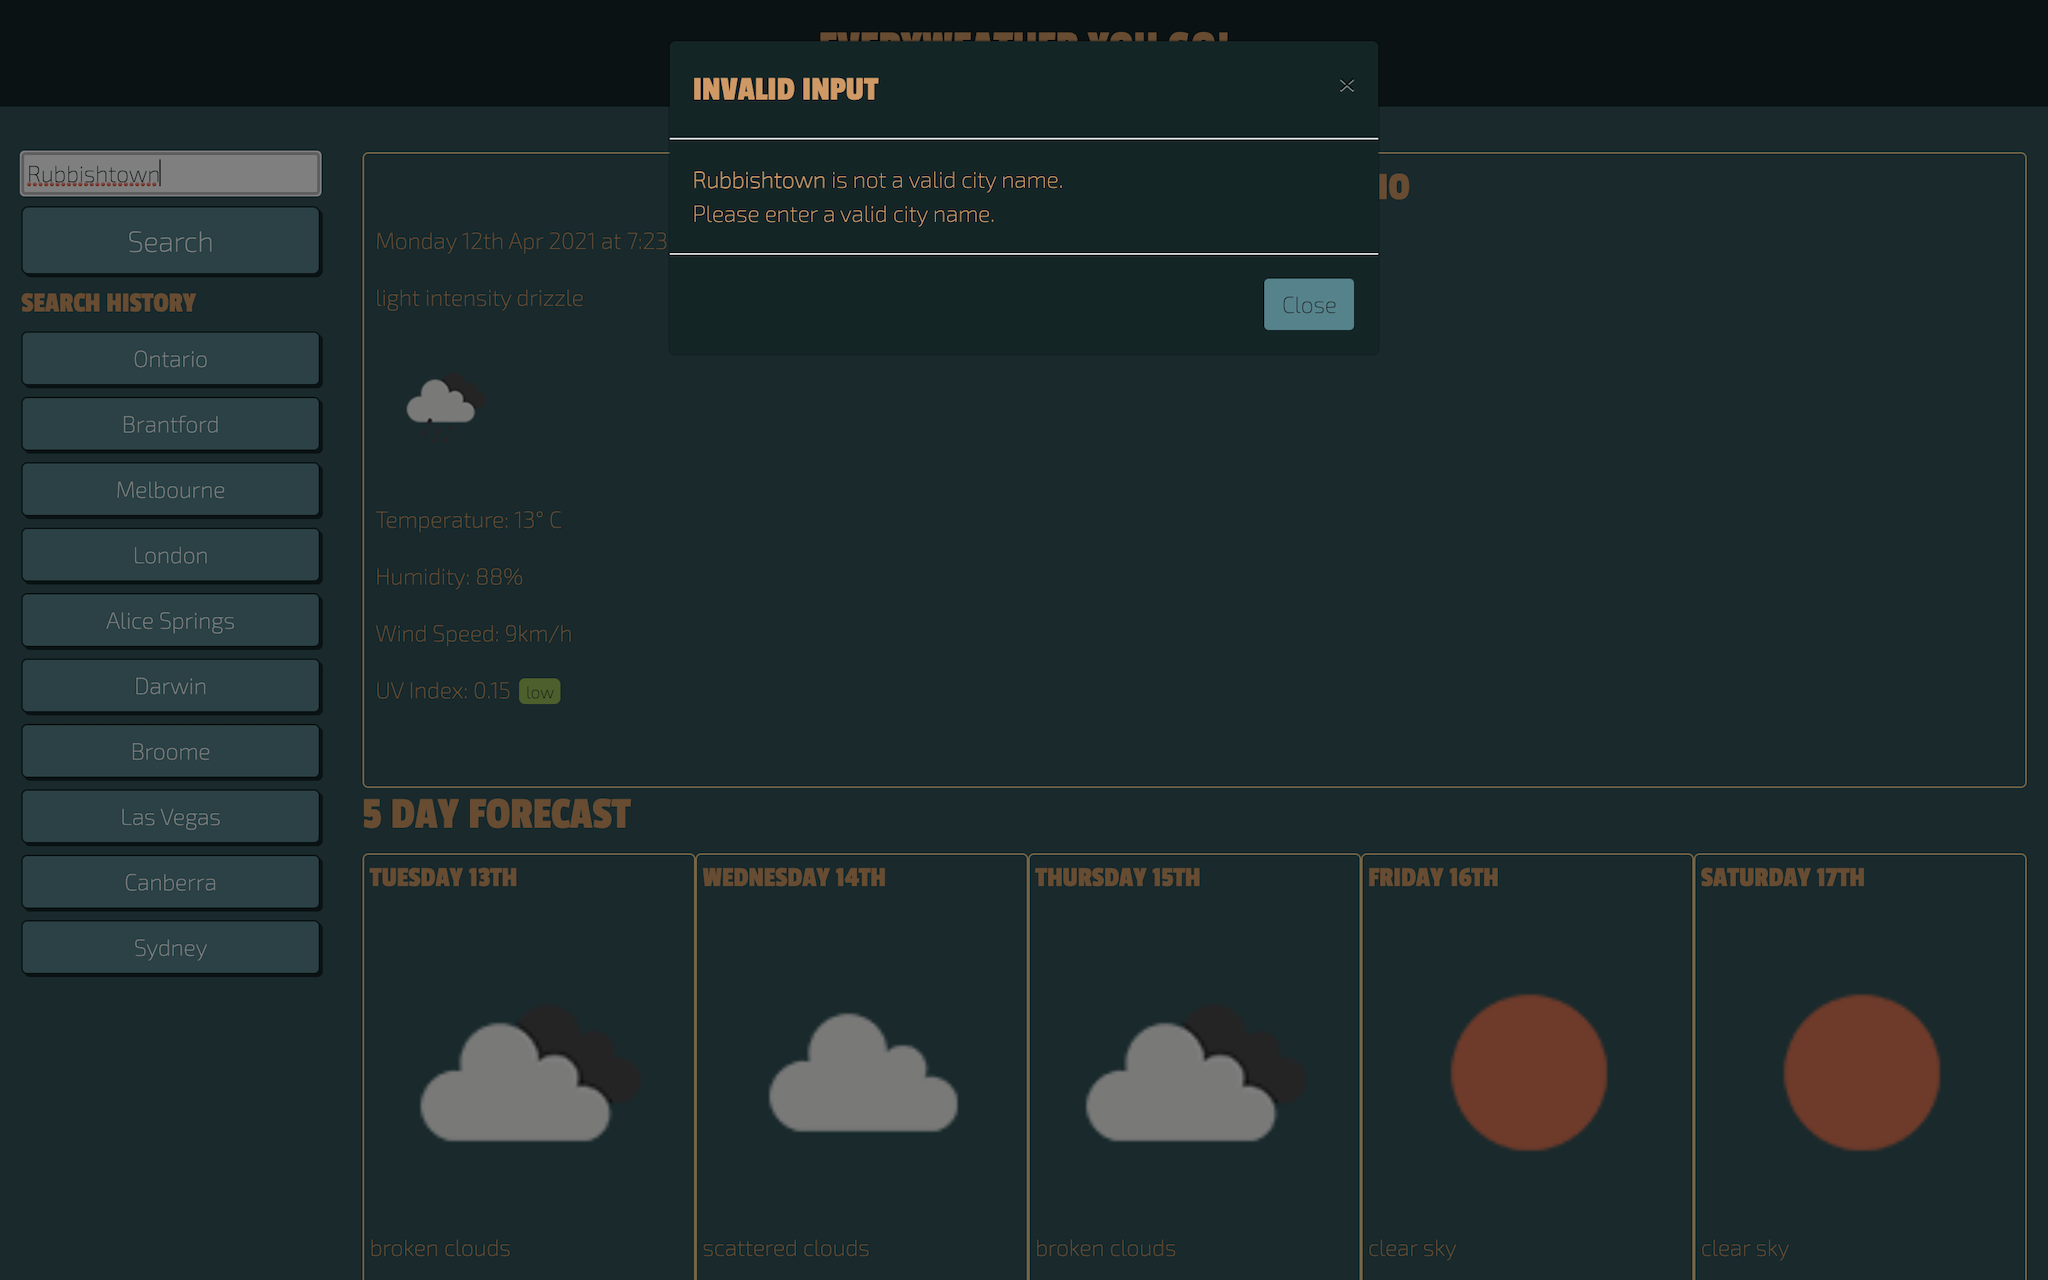 EVERYWEATHER YOU GO!
INVALID INPUT
×
Rubbishtown is not a valid city name.
Please enter a valid city name.
Close
Rubbishtown
Search
SEARCH HISTORY
Ontario
Brantford
Melbourne
London
Alice Springs
Darwin
Broome
Las Vegas
Canberra
Sydney
IO
Monday 12th Apr 2021 at 7:23
light intensity drizzle
Temperature: 13° C
Humidity: 88%
Wind Speed: 9km/h
UV Index: 0.15 low
5 DAY FORECAST
TUESDAY 13TH
broken clouds
WEDNESDAY 14TH
scattered clouds
THURSDAY 15TH
broken clouds
FRIDAY 16TH
clear sky
SATURDAY 17TH
clear sky